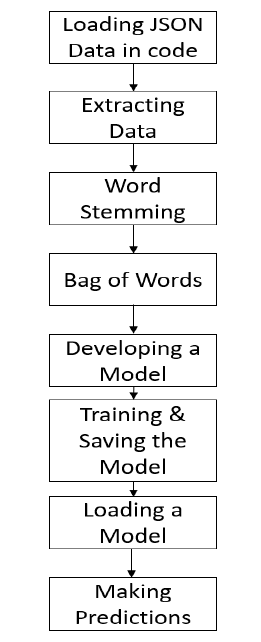 Loading JSON
Data in code
Extracting
Data
Word
Stemming
Bag of Words
Developing a
Model
Training &
Saving the
Model
Loading a
Model
Making
Predictions